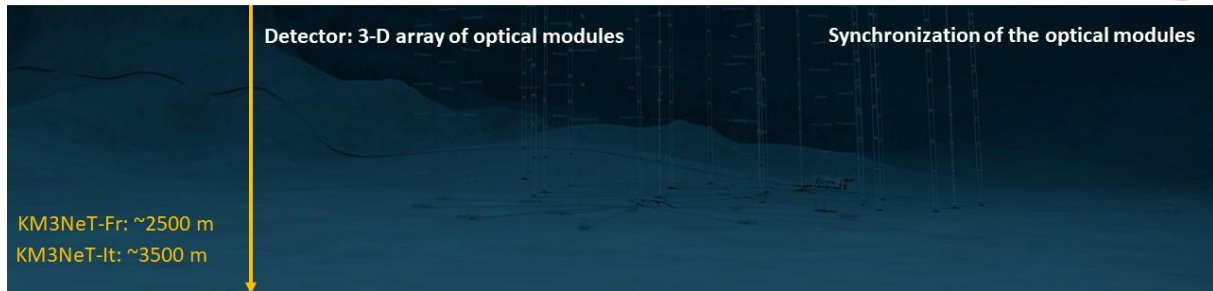 Detector: 3-D array of optical modules
Synchronization of the optical modules
KM3NeT-Fr: ~2500 m
KM3NeT-It: ~3500 m